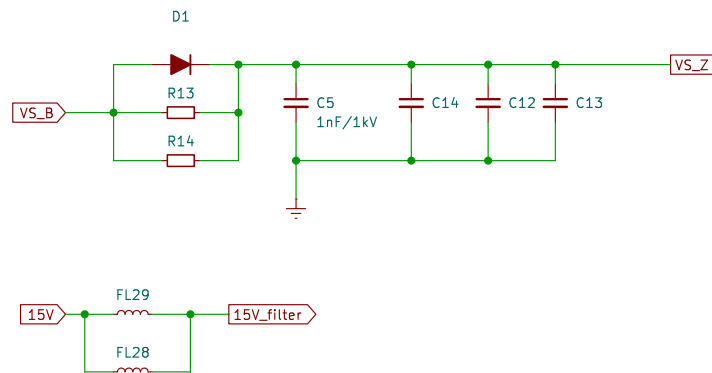 D1
R13
VS_B
R14
C5
1nF/1kV
C14
C12
C13
VS_Z
15V
FL29
15V_filter
FL28